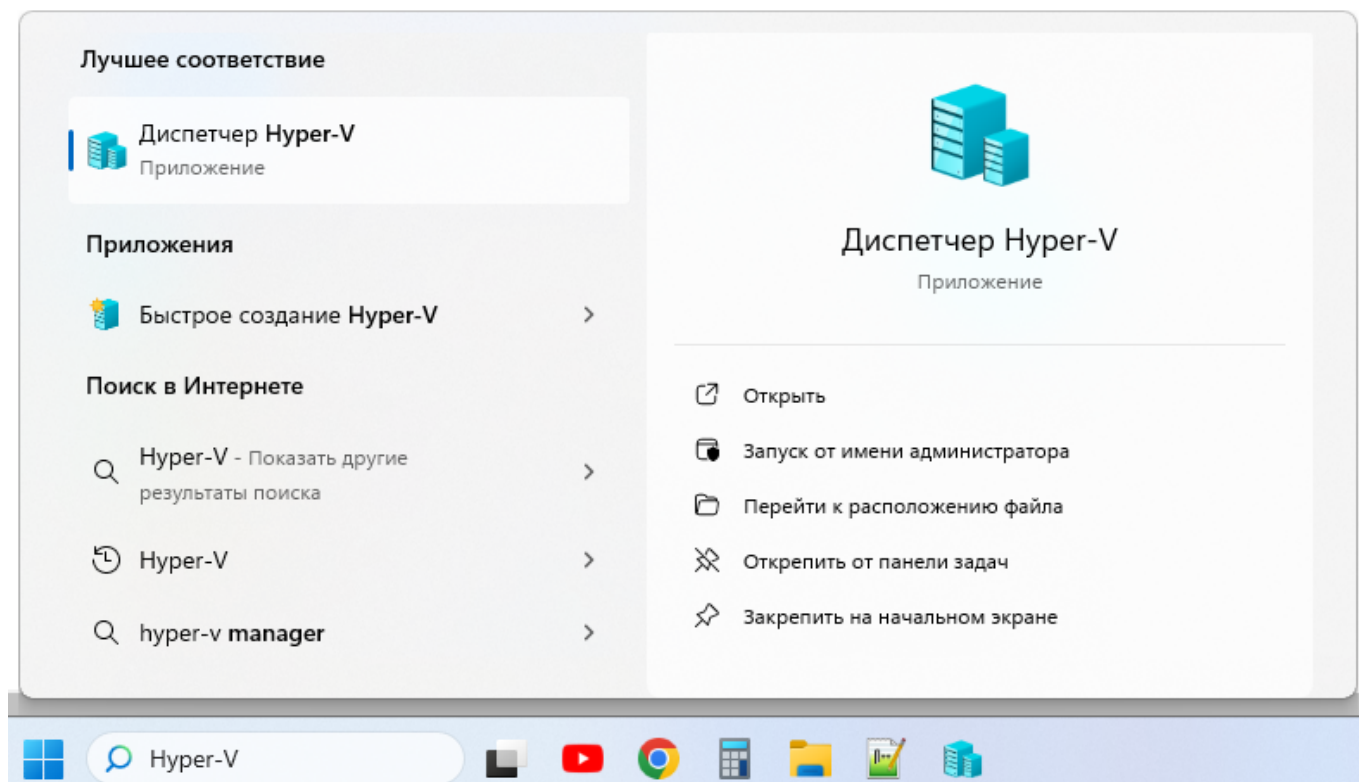 Лучшее соответствие
Диспетчер Hyper-V
Приложение
Приложения
Быстрое создание Hyper-V
Поиск в Интернете
Hyper-V - Показать другие
результаты поиска
Hyper-V
hyper-v manager
Диспетчер Hyper-V
Приложение
Открыть
Запуск от имени администратора
Перейти к расположению файла
Открепить от панели задач
Закрепить на начальном экране
Hyper-V